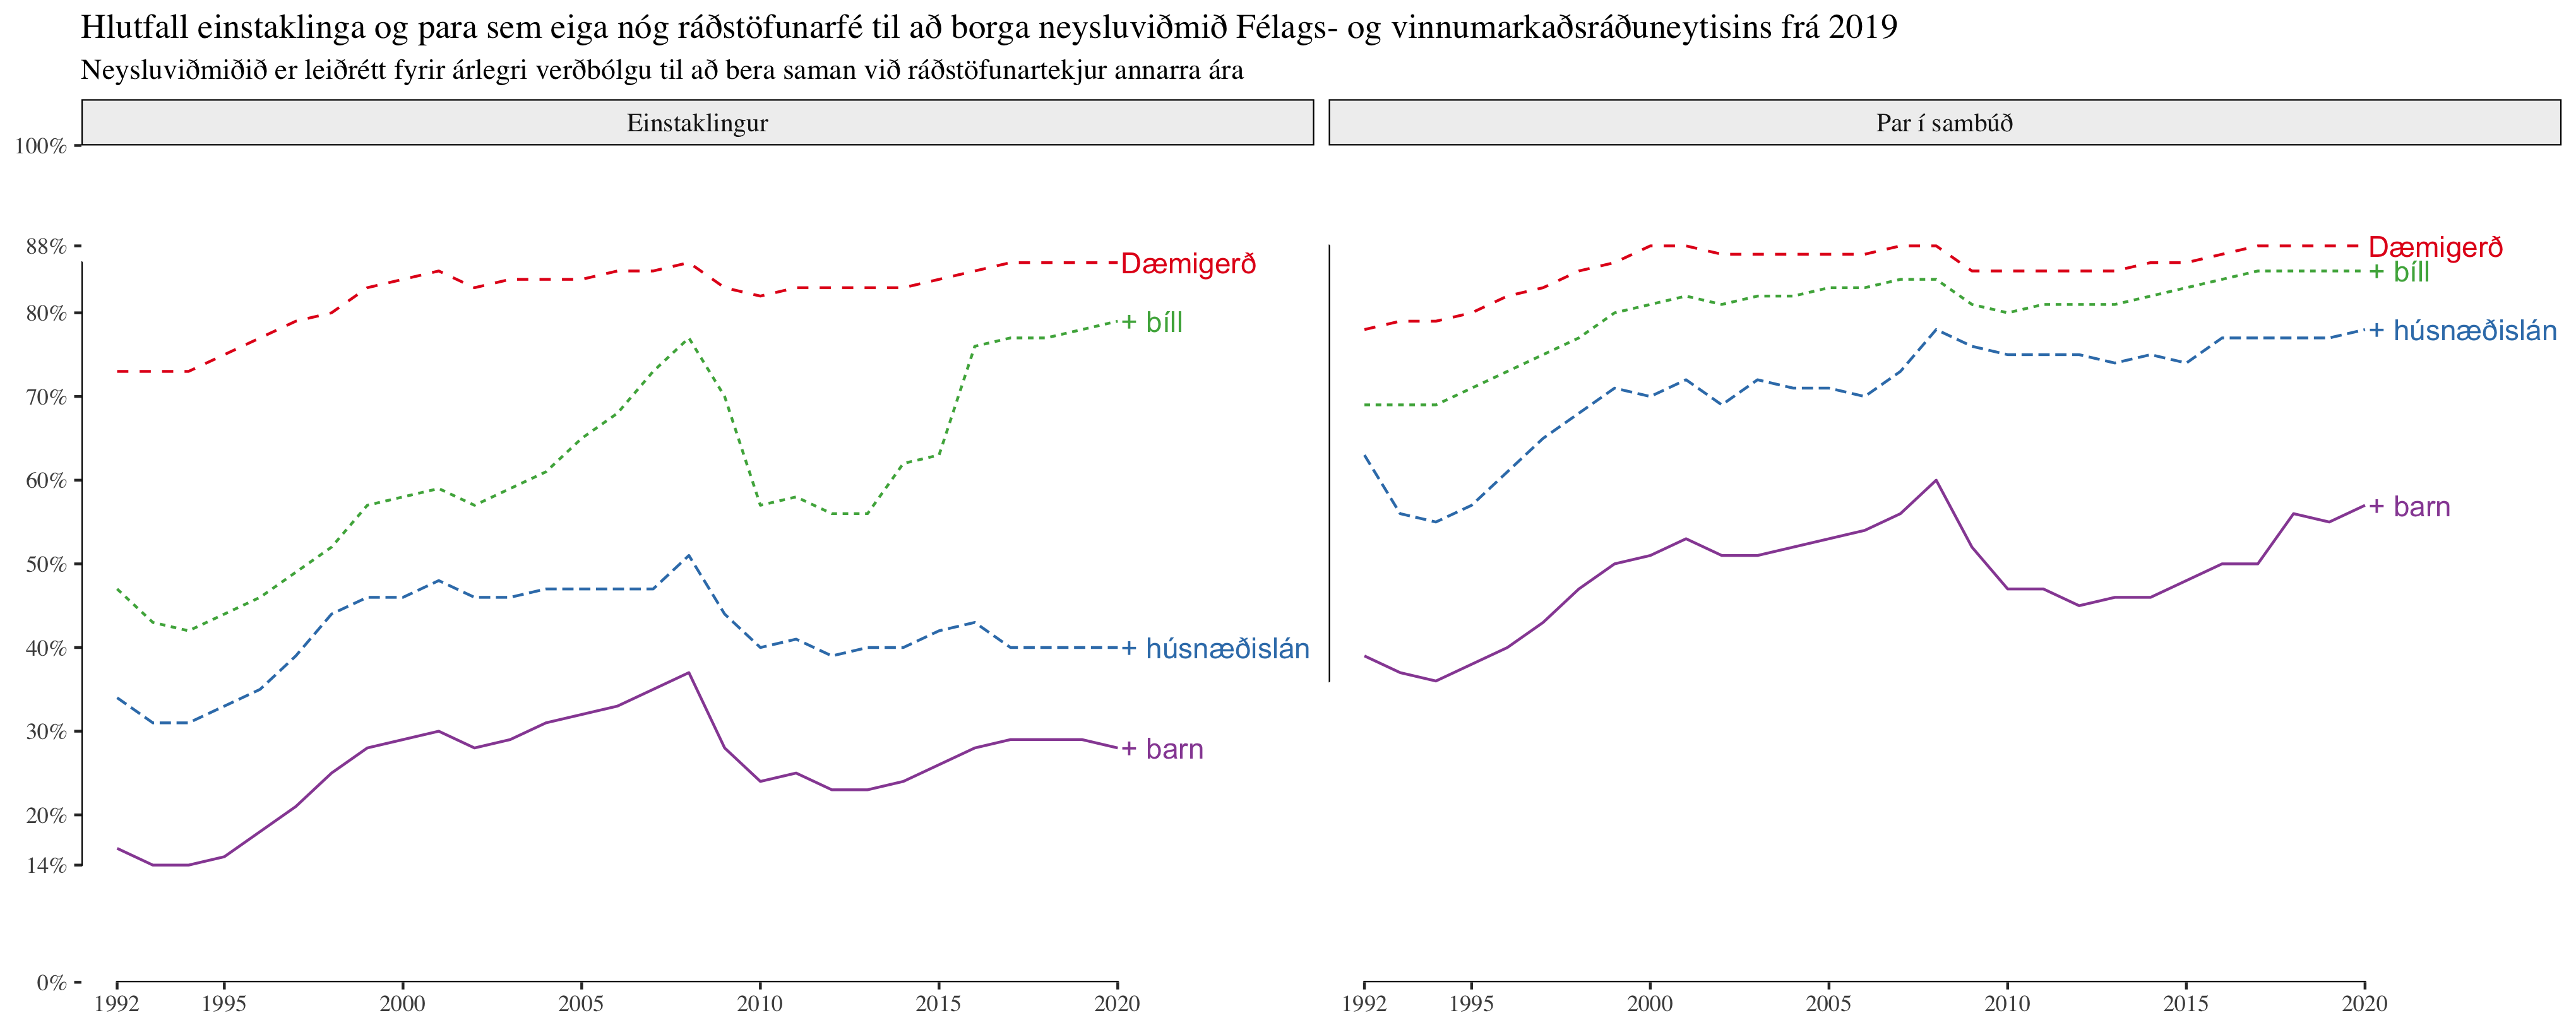 Hlutfall einstaklinga og para sem eiga nóg ráðstöfunarfé til að borga neysluviðmið Félags- og vinnumarkaðsráðuneytisins frá 2019
Neysluviðmiðið er leiðrétt fyrir árlegri verðbólgu til að bera saman við ráðstöfunartekjur annarra ára
Einstaklingur
Par í sambúð
100%
88%
80%
70%
60%
50%
40%
30%
20%
14%
0%
Dæmigerð
+ bíll
+ húsnæðislán
+ barn
Dæmigerð
+ bíll
+ húsnæðislán
+ barn
1992 1995 2000 2005 2010 2015 2020
1992 1995 2000 2005 2010 2015 2020